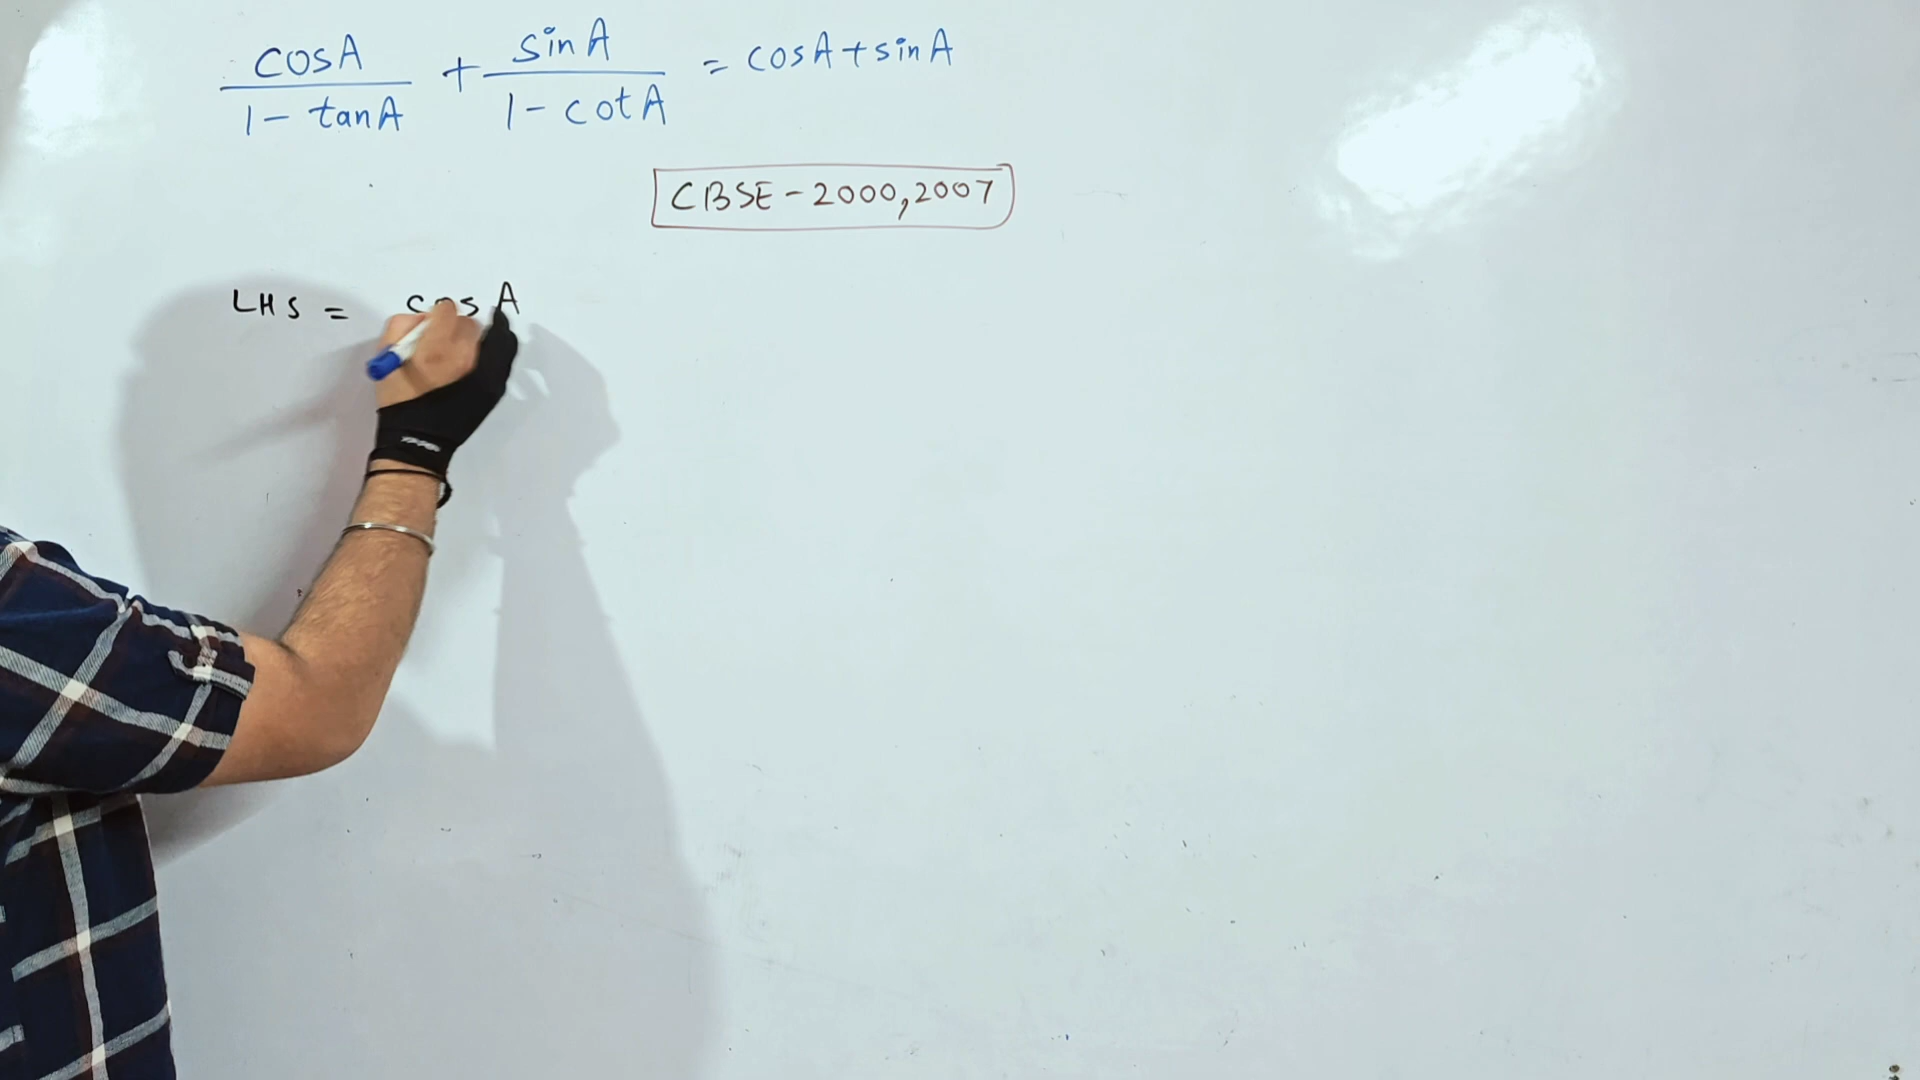 cosA / 1 - tanA + sinA / 1 - cotA = cosA + sinA
CBSE - 2000, 2007
LHS = cosA